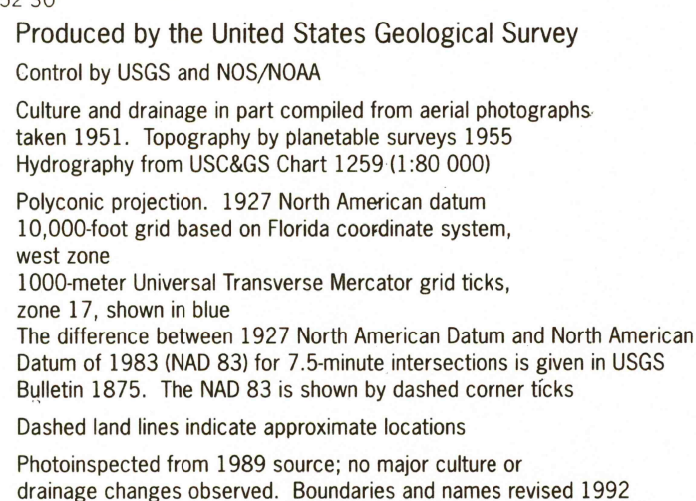 52'30"
Produced by the United States Geological Survey
Control by USGS and NOS/NOAA
Culture and drainage in part compiled from aerial photographs
taken 1951. Topography by planetable surveys 1955
Hydrography from USC&GS Chart 1259 (1:80 000)
Polyconic projection. 1927 North American datum
10,000-foot grid based on Florida coordinate system,
west zone
1000-meter Universal Transverse Mercator grid ticks,
zone 17, shown in blue
The difference between 1927 North American Datum and North American
Datum of 1983 (NAD 83) for 7.5-minute intersections is given in USGS
Bulletin 1875. The NAD 83 is shown by dashed corner ticks
Dashed land lines indicate approximate locations
Photoinspected from 1989 source; no major culture or
drainage changes observed. Boundaries and names revised 1992